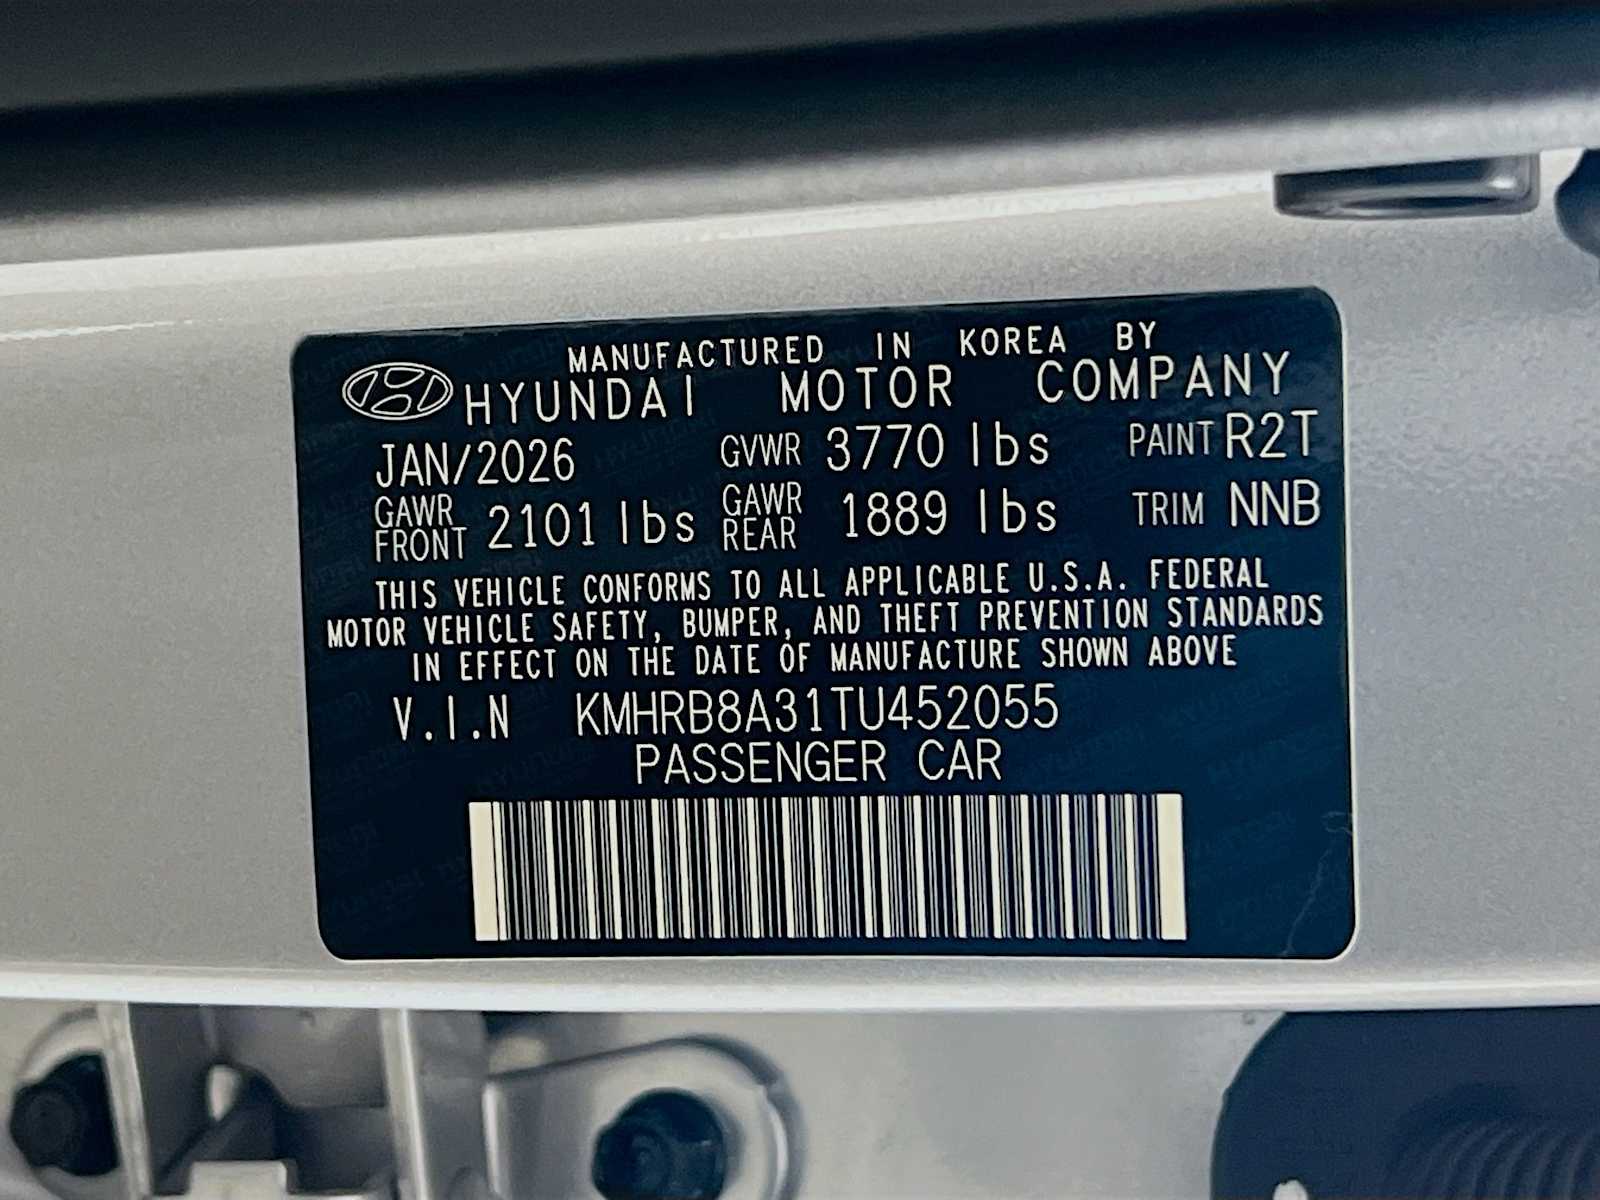 MANUFACTURED IN KOREA BY
HYUNDAI MOTOR COMPANY
JAN/2026 GVWR 3770 lbs PAINT R2T
GAWR FRONT 2101 lbs GAWR REAR 1889 lbs TRIM NNB
THIS VEHICLE CONFORMS TO ALL APPLICABLE U.S.A. FEDERAL
MOTOR VEHICLE SAFETY, BUMPER, AND THEFT PREVENTION STANDARDS
IN EFFECT ON THE DATE OF MANUFACTURE SHOWN ABOVE
V.I.N KMHRB8A31TU452055
PASSENGER CAR